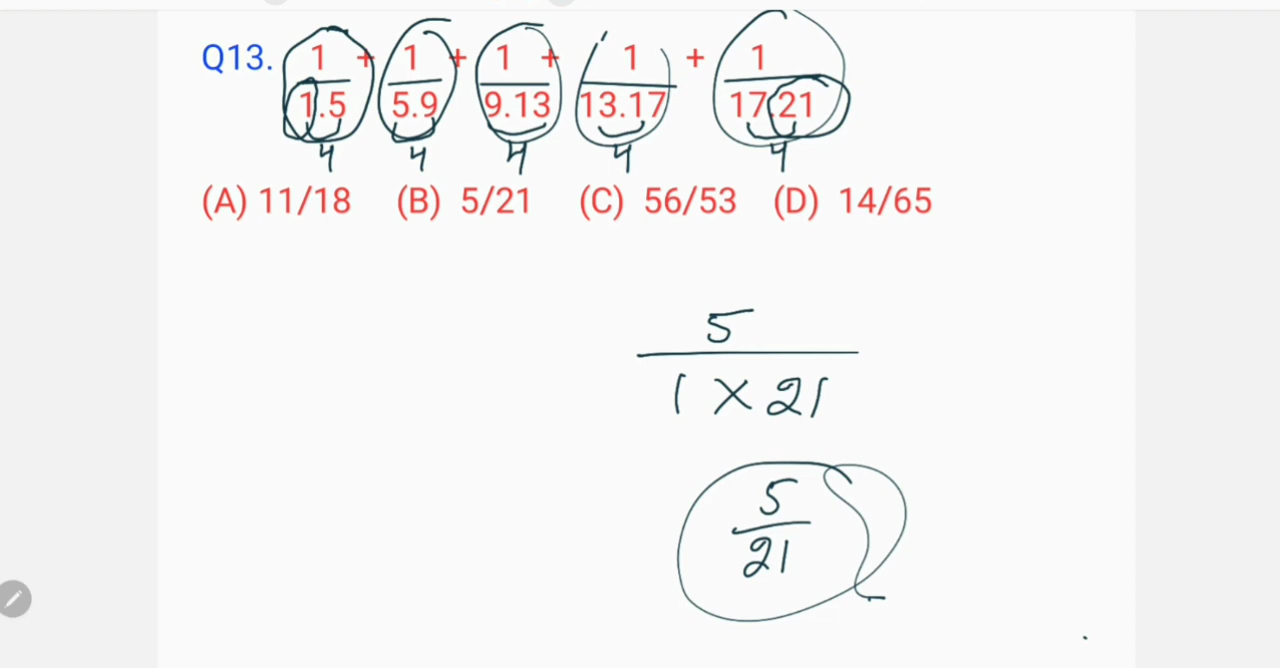 Q13. 1/1.5 + 1/5.9 + 1/9.13 + 1/13.17 + 1/17.21
4 4 4 4 4
(A) 11/18 (B) 5/21 (C) 56/53 (D) 14/65
5
1 × 21
5
21